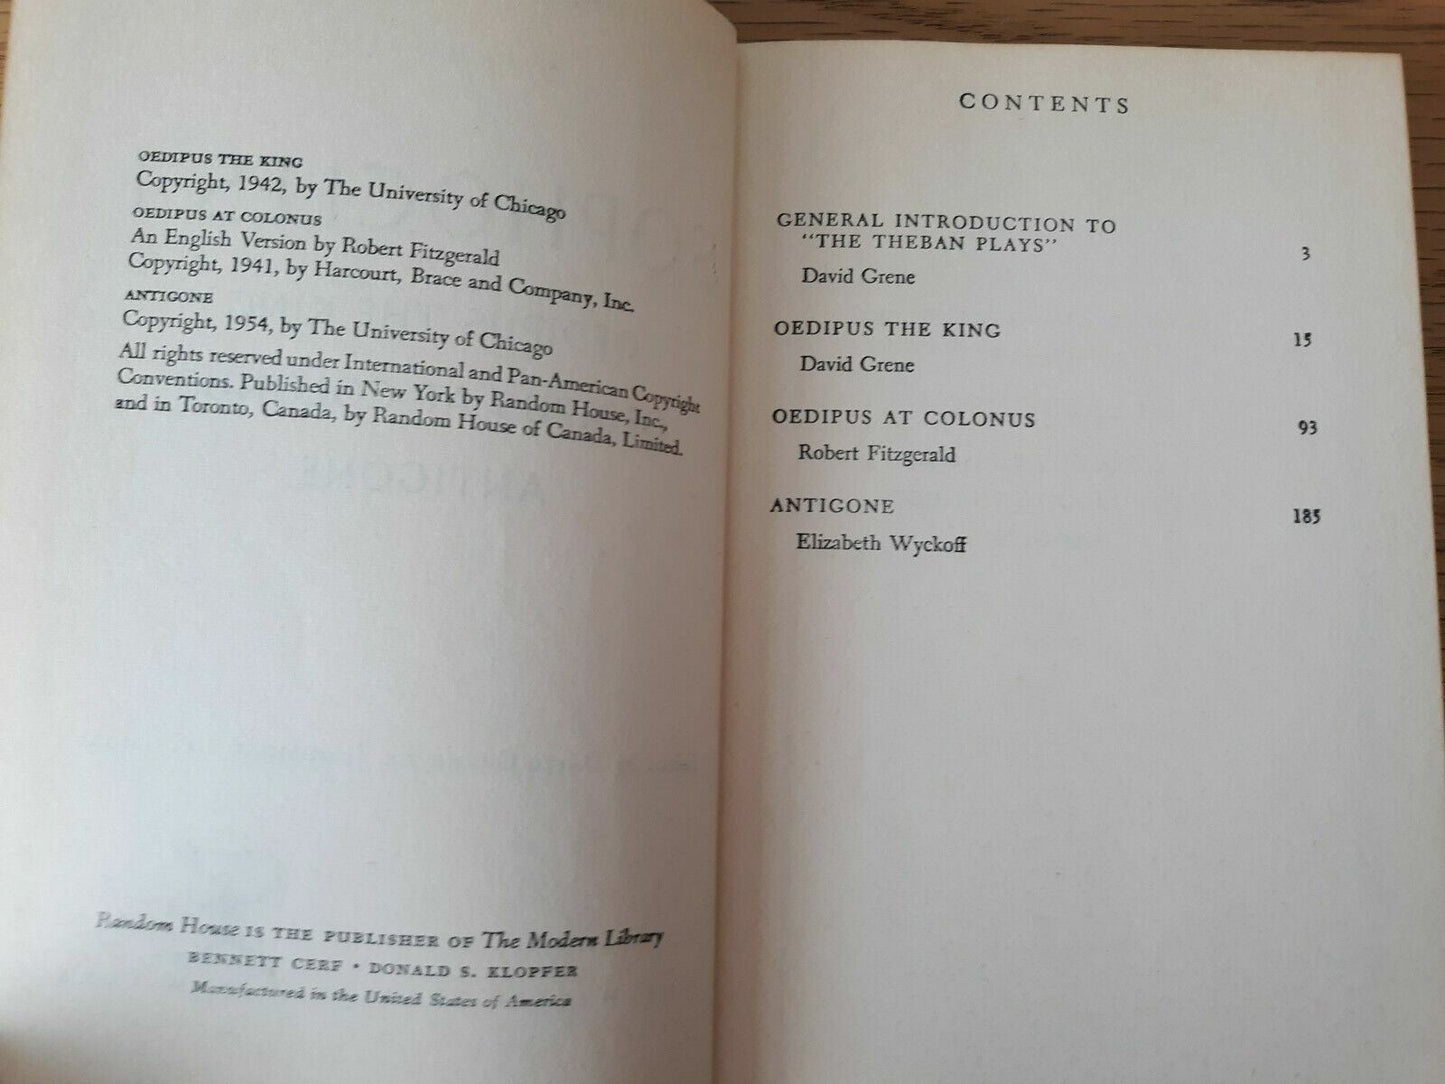 OEDIPUS THE KING
Copyright, 1942, by The University of Chicago
OEDIPUS AT COLONUS
An English Version by Robert Fitzgerald
Copyright, 1941, by Harcourt, Brace and Company, Inc.
ANTIGONE
Copyright, 1954, by The University of Chicago
All rights reserved under International and Pan-American Copyright
Conventions. Published in New York by Random House, Inc.,
and in Toronto, Canada, by Random House of Canada, Limited.
Random House IS THE PUBLISHER OF The Modern Library
BENNETT CERF • DONALD S. KLOPFER
Manufactured in the United States of America
CONTENTS
GENERAL INTRODUCTION TO
"THE THEBAN PLAYS" 3
David Grene
OEDIPUS THE KING 15
David Grene
OEDIPUS AT COLONUS 93
Robert Fitzgerald
ANTIGONE 185
Elizabeth Wyckoff